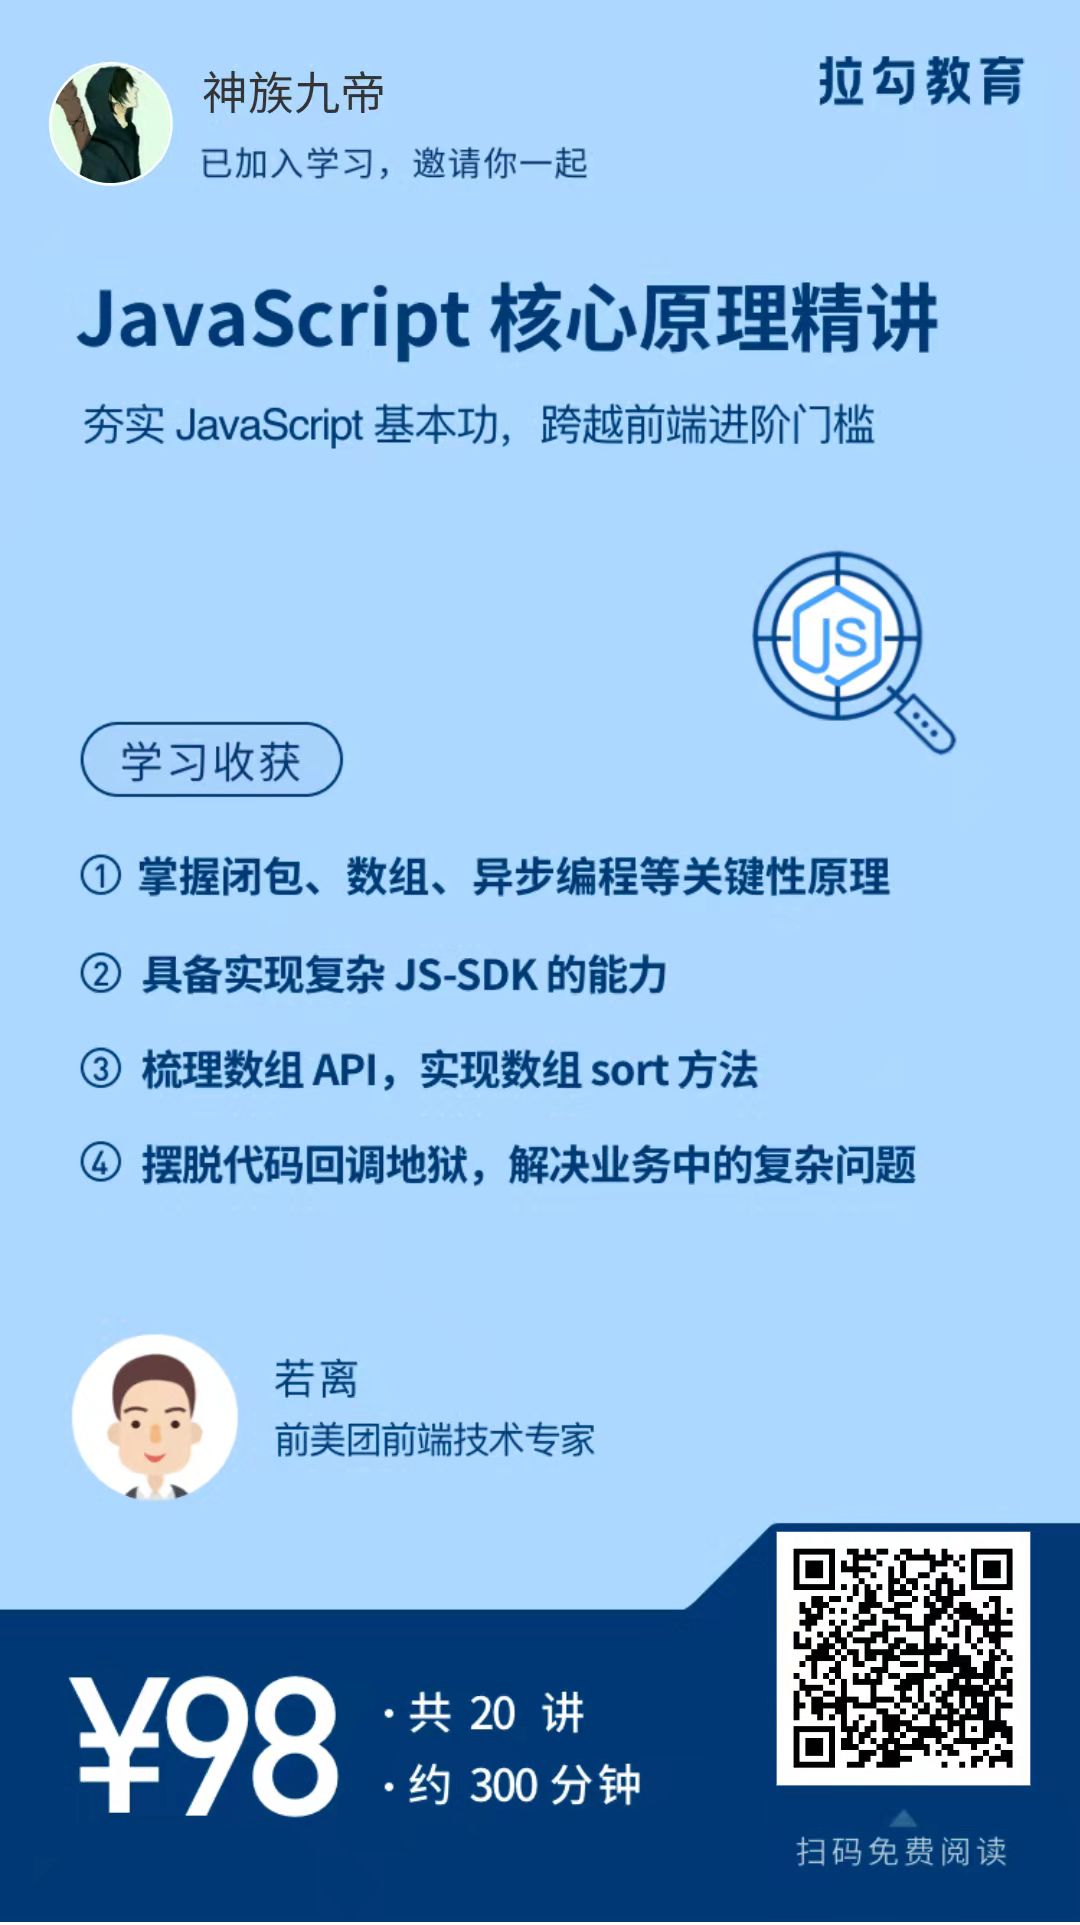 神族九帝
拉勾教育
已加入学习，邀请你一起
JavaScript 核心原理精讲
夯实 JavaScript 基本功，跨越前端进阶门槛
JS
学习收获
① 掌握闭包、数组、异步编程等关键性原理
② 具备实现复杂 JS-SDK 的能力
③ 梳理数组 API，实现数组 sort 方法
④ 摆脱代码回调地狱，解决业务中的复杂问题
若离
前美团前端技术专家
¥98
· 共 20 讲
· 约 300 分钟
扫码免费阅读